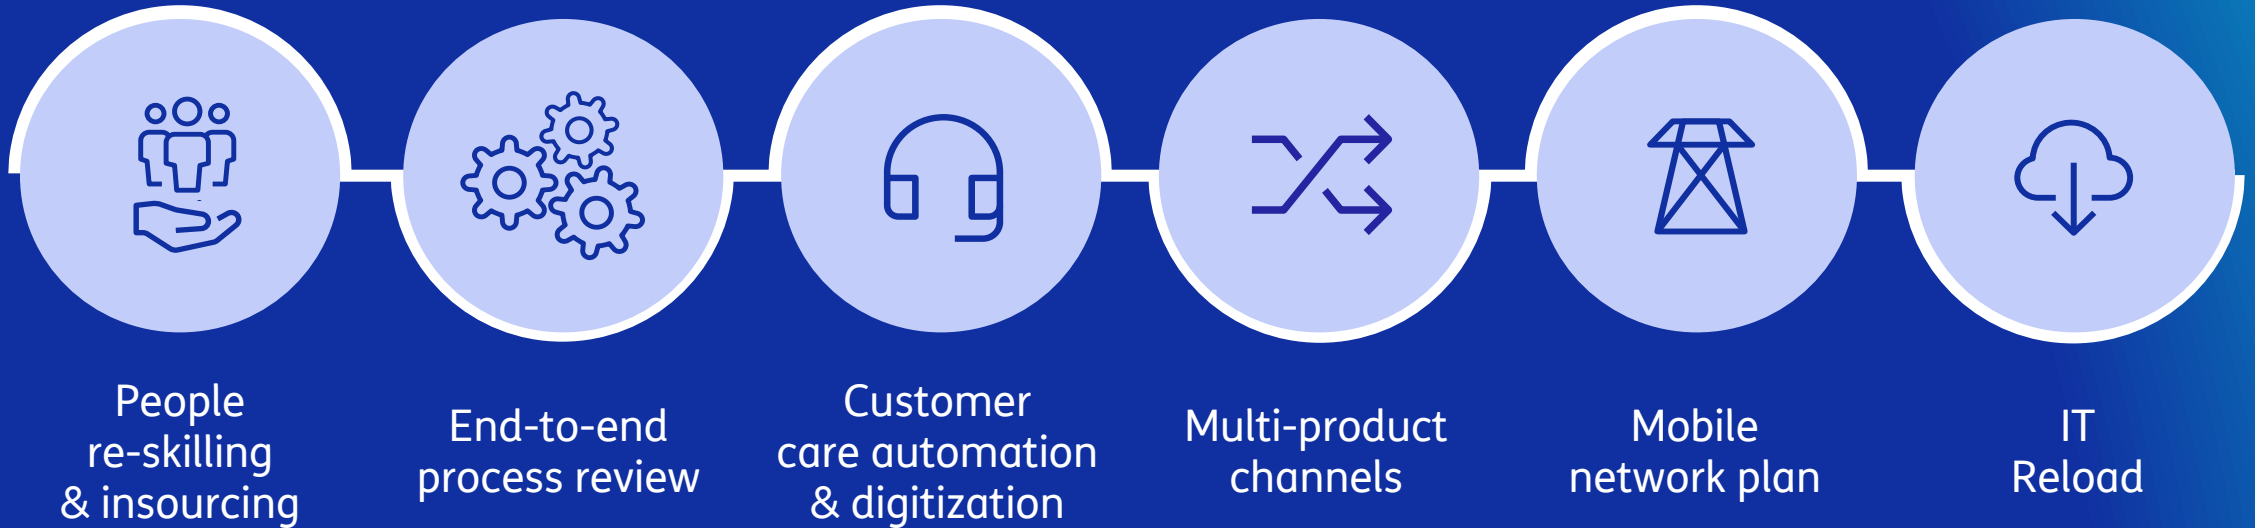 People
re-skilling
& insourcing
End-to-end
process review
Customer
care automation
& digitization
Multi-product
channels
Mobile
network plan
IT
Reload